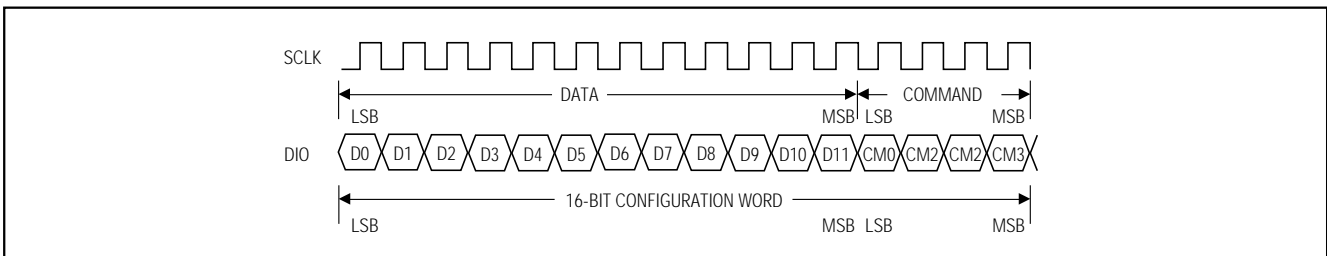 SCLK
DATA COMMAND
LSB MSB LSB MSB
DIO D0 D1 D2 D3 D4 D5 D6 D7 D8 D9 D10 D11 CM0 CM2 CM2 CM3
16-BIT CONFIGURATION WORD
LSB MSB LSB MSB